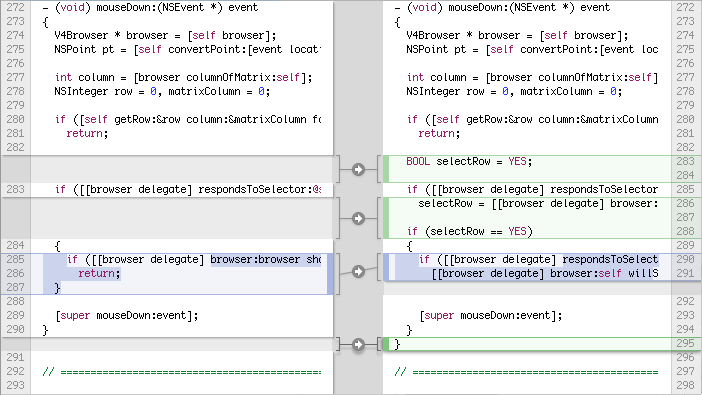 272 - (void) mouseDown:(NSEvent *) event
273 {
274 V4Browser * browser = [self browser];
275 NSPoint pt = [self convertPoint:[event locat
276
277 int column = [browser columnOfMatrix:self];
278 NSInteger row = 0, matrixColumn = 0;
279
280 if ([self getRow:&row column:&matrixColumn fo
281 return;
282
283 if ([[browser delegate] respondsToSelector:@s
284 {
285 if ([[browser delegate] browser:browser sho
286 return;
287 }
288
289 [super mouseDown:event];
290 }
291
292 // ==============================================
293
- (void) mouseDown:(NSEvent *) event 272
{ 273
V4Browser * browser = [self browser]; 274
NSPoint pt = [self convertPoint:[event loc 275
276
int column = [browser columnOfMatrix:self] 277
NSInteger row = 0, matrixColumn = 0; 278
279
if ([self getRow:&row column:&matrixColumn 280
return; 281
282
BOOL selectRow = YES; 283
284
if ([[browser delegate] respondsToSelector 285
selectRow = [[browser delegate] browser: 286
287
if (selectRow == YES) 288
{ 289
if ([[browser delegate] respondsToSelect 290
[[browser delegate] browser:self willS 291
292
[super mouseDown:event]; 293
} 294
} 295
296
// =========================================== 297
298